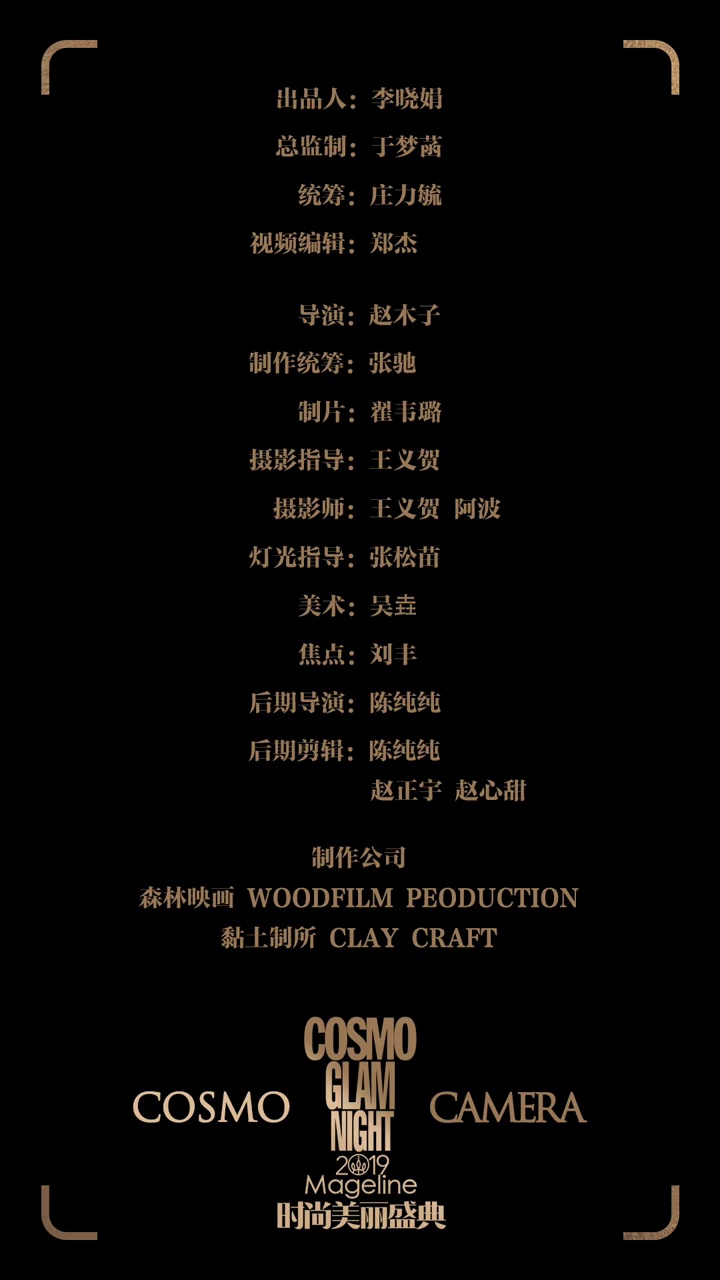 出品人：李晓娟
总监制：于梦菡
统筹：庄力毓
视频编辑：郑杰
导演：赵木子
制作统筹：张驰
制片：翟韦璐
摄影指导：王义贺
摄影师：王义贺 阿波
灯光指导：张松苗
美术：吴壵
焦点：刘丰
后期导演：陈纯纯
后期剪辑：陈纯纯
赵正宇 赵心甜
制作公司
森林映画 WOODFILM PEODUCTION
黏土制所 CLAY CRAFT
COSMO
GLAM
NIGHT
COSMO CAMERA
2019
Mageline
时尚美丽盛典